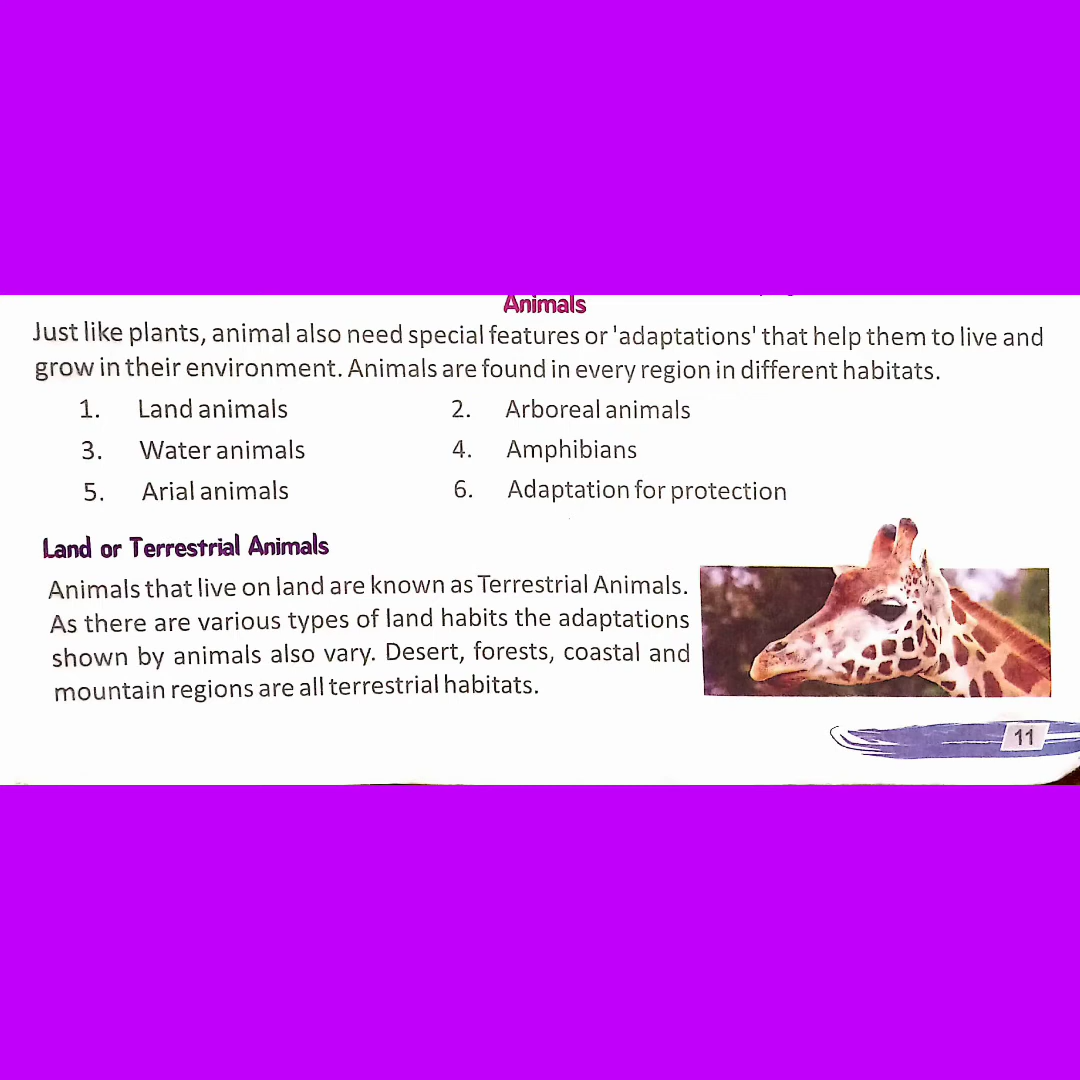 Animals
Just like plants, animal also need special features or 'adaptations' that help them to live and
grow in their environment. Animals are found in every region in different habitats.
1. Land animals 2. Arboreal animals
3. Water animals 4. Amphibians
5. Arial animals 6. Adaptation for protection
Land or Terrestrial Animals
Animals that live on land are known as Terrestrial Animals.
As there are various types of land habits the adaptations
shown by animals also vary. Desert, forests, coastal and
mountain regions are all terrestrial habitats.
11